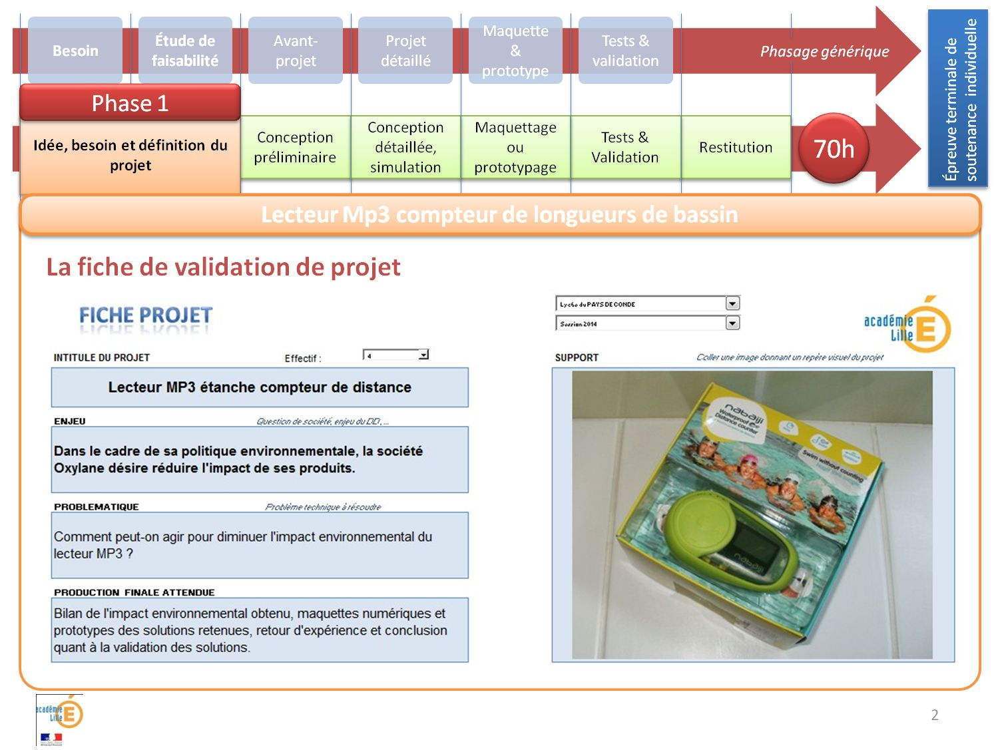 Besoin
Étude de
faisabilité
Avant-
projet
Projet
détaillé
Maquette
&
prototype
Tests &
validation
Phasage générique
Épreuve terminale de
soutenance individuelle
Phase 1
Idée, besoin et définition du
projet
Conception
préliminaire
Conception
détaillée,
simulation
Maquettage
ou
prototypage
Tests &
Validation
Restitution
70h
Lecteur Mp3 compteur de longueurs de bassin
La fiche de validation de projet
FICHE PROJET
Lycée du PAYS DE CONDE
Session 2014
académie
Lille
INTITULE DU PROJET
Effectif :
4
Lecteur MP3 étanche compteur de distance
ENJEU
Question de société, enjeu du DD, ...
Dans le cadre de sa politique environnementale, la société
Oxylane désire réduire l'impact de ses produits.
PROBLEMATIQUE
Problème technique à résoudre
Comment peut-on agir pour diminuer l'impact environnemental du
lecteur MP3 ?
PRODUCTION FINALE ATTENDUE
Bilan de l'impact environnemental obtenu, maquettes numériques et
prototypes des solutions retenues, retour d'expérience et conclusion
quant à la validation des solutions.
SUPPORT
Coller une image donnant un repère visuel du projet
nabaiji
Waterproof
Distance counter
Swim without counting
nabaiji
académie
Lille
2